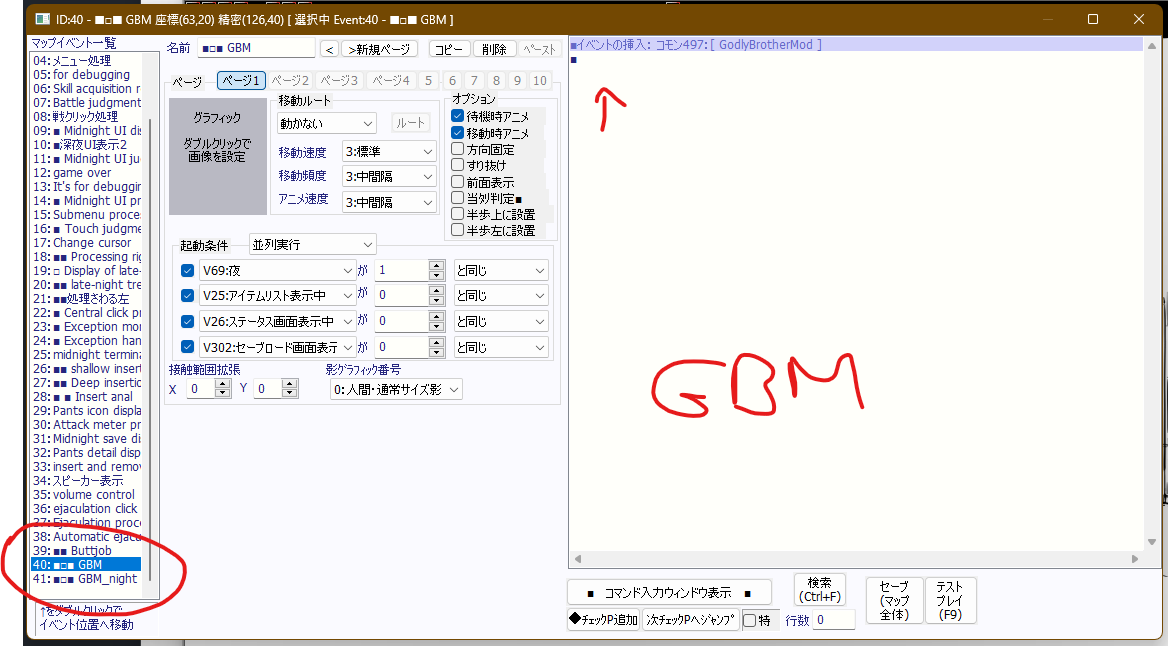 ID:40 - ■□■ GBM 座標(63,20) 精密(126,40) [ 選択中 Event:40 - ■□■ GBM ]
マップイベント一覧
04:メニュー処理
05:for debugging
06:Skill acquisition r
07:Battle judgment
08:戦クリック処理
09:■ Midnight UI dis
10:■深夜UI表示2
11:■ Midnight UI ju
12:game over
13:It's for debuggin
14:■ Midnight UI pr
15:Submenu proces
16:■ Touch judgme
17:Change cursor
18:■■ Processing rig
19:□ Display of late-
20:■■ late-night tre
21:■■処理さわる左
22:■ Central click pr
23:■ Exception mor
24:■ Exception han
25:midnight termina
26:■■ shallow insert
27:■■ Deep insertic
28:■ ■ Insert anal
29:Pants icon displa
30:Attack meter pr
31:Midnight save di
32:Pants detail disp
33:insert and remov
34:スピーカー表示
35:volume control
36:ejaculation click
37:Ejaculation proce
38:Automatic ejacu
39:■■ Buttjob
40:■□■ GBM
41:■□■ GBM_night
↑をダブルクリックで
イベント位置へ移動
名前 ■□■ GBM < >新規ページ コピー 削除 ペースト
ページ ページ1 ページ2 ページ3 ページ4 5 6 7 8 9 10
グラフィック
ダブルクリックで
画像を設定
移動ルート
動かない ルート
移動速度 3:標準
移動頻度 3:中間隔
アニメ速度 3:中間隔
オプション
待機時アニメ
移動時アニメ
方向固定
すり抜け
前面表示
当り判定■
半歩上に設置
半歩左に設置
起動条件 並列実行
V69:夜 が 1 と同じ
V25:アイテムリスト表示中 が 0 と同じ
V26:ステータス画面表示中 が 0 と同じ
V302:セーブロード画面表示 が 0 と同じ
接触範囲拡張
X 0 Y 0
影グラフィック番号
0:人間・通常サイズ影
■イベントの挿入: コモン497:[ GodlyBrotherMod ]
■
GBM
■ コマンド入力ウィンドウ表示 ■
検索
(Ctrl+F)
セーブ
(マップ
全体)
テスト
プレイ
(F9)
◆チェックP追加 次チェックPへジャンプ 特 行数 0